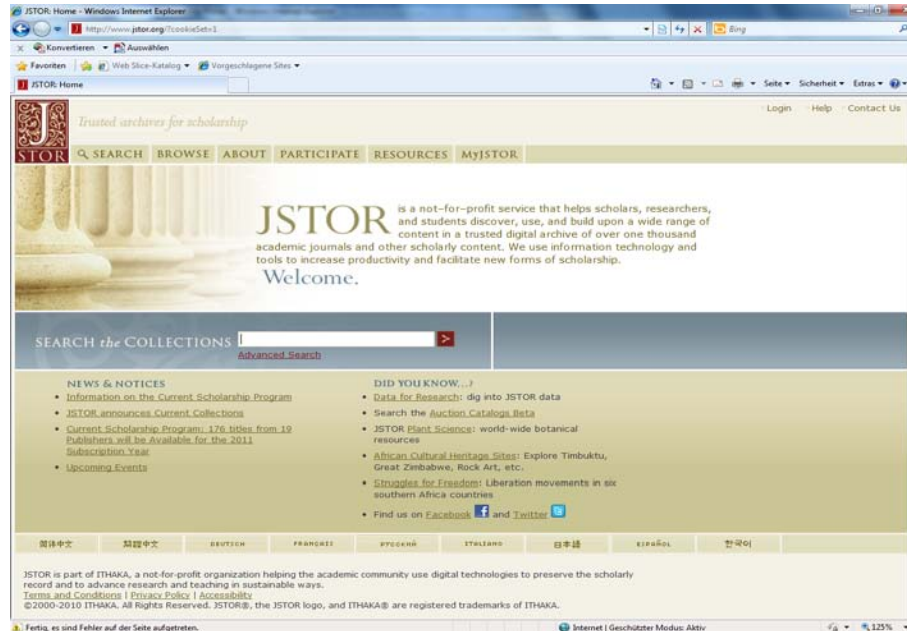 JSTOR: Home - Windows Internet Explorer
http://www.jstor.org/?cookieSet=1
Bing
x Konvertieren Auswählen
Favoriten Web Slice-Katalog Vorgeschlagene Sites
JSTOR: Home
Seite Sicherheit Extras
Login Help Contact Us
JSTOR
Trusted archives for scholarship
SEARCH BROWSE ABOUT PARTICIPATE RESOURCES MyJSTOR
JSTOR is a not-for-profit service that helps scholars, researchers,
and students discover, use, and build upon a wide range of
content in a trusted digital archive of over one thousand
academic journals and other scholarly content. We use information technology and
tools to increase productivity and facilitate new forms of scholarship.
Welcome.
SEARCH the COLLECTIONS
Advanced Search
NEWS & NOTICES
• Information on the Current Scholarship Program
• JSTOR announces Current Collections
• Current Scholarship Program: 176 titles from 19
Publishers will be Available for the 2011
Subscription Year
• Upcoming Events
DID YOU KNOW...?
• Data for Research: dig into JSTOR data
• Search the Auction Catalogs Beta
• JSTOR Plant Science: world-wide botanical
resources
• African Cultural Heritage Sites: Explore Timbuktu,
Great Zimbabwe, Rock Art, etc.
• Struggles for Freedom: Liberation movements in six
southern Africa countries
• Find us on Facebook and Twitter
简体中文 繁體中文 DEUTSCH FRANÇAIS РУССКИЙ ITALIANO 日本語 ESPAÑOL 한국어
JSTOR is part of ITHAKA, a not-for-profit organization helping the academic community use digital technologies to preserve the scholarly
record and to advance research and teaching in sustainable ways.
Terms and Conditions | Privacy Policy | Accessibility
©2000-2010 ITHAKA. All Rights Reserved. JSTOR®, the JSTOR logo, and ITHAKA® are registered trademarks of ITHAKA.
Fertig, es sind Fehler auf der Seite aufgetreten. Internet | Geschützter Modus: Aktiv 125%